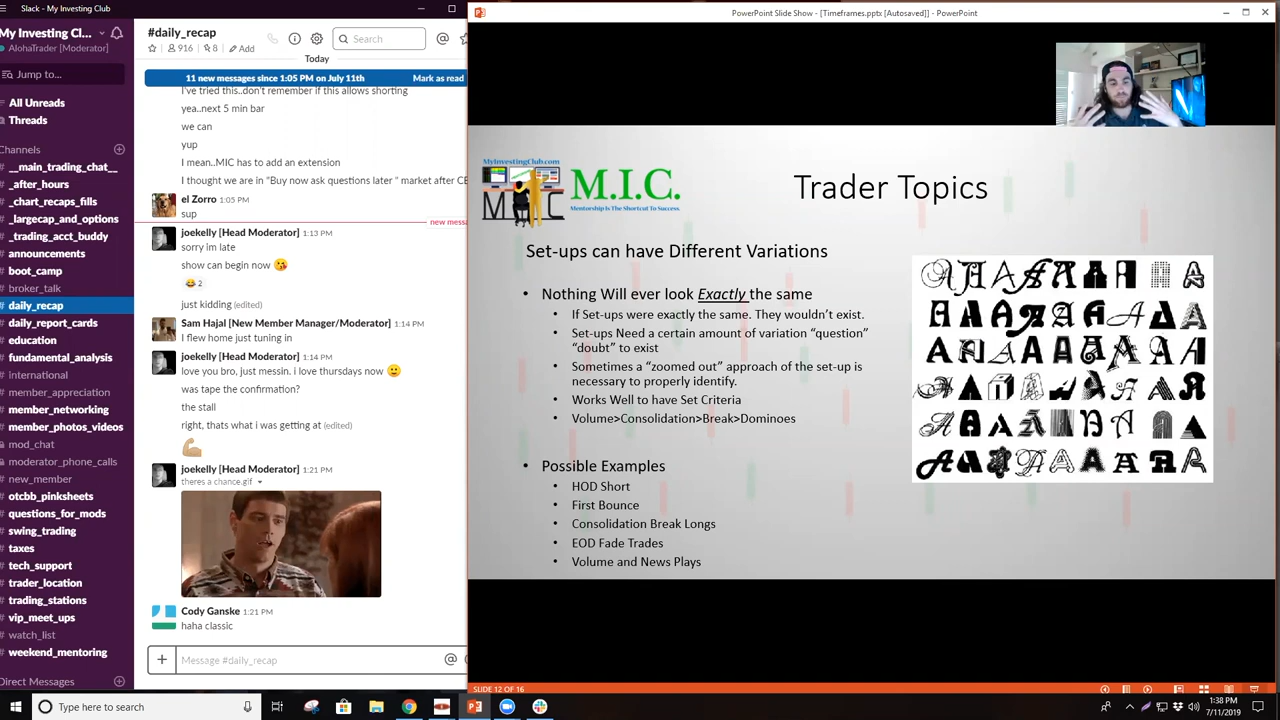 Slack - My Investing Club
PowerPoint Slide Show - [Timeframes.pptx [Autosaved]] - PowerPoint
My Investing Cl...
AlohaTrader [Moderator]
Jump to...
All Unreads
Threads
Channels
_after_hours
_chart_recaps_fills
_largecap_and_options
_trading_acct_buddy
announcements
boot_camp
broker_talk
daily_recap
daily_report_cards
education
fundamental_analysis
international
member_appreciation
member_networking
member_photos_videos
mod_chat
moderator_phone_calls
new_member
otcbb_pinksheets
questions_for_mods
swing_trading
taxes
tech_support
trader_location
trading_stations
vip_meet_ups
watch_list
weekend_mentoring
Direct Messages
#daily_recap
916
8
Add
Search
Today
11 new messages since 1:05 PM on July 11th
Mark as read
I've tried this..don't remember if this allows shorting
yea..next 5 min bar
we can
yup
I mean..MIC has to add an extension
I thought we are in "Buy now ask questions later " market after CE
el Zorro 1:05 PM
sup
new messa
joekelly [Head Moderator] 1:13 PM
sorry im late
show can begin now 😘
😂 2
just kidding (edited)
Sam Hajal [New Member Manager/Moderator] 1:14 PM
I flew home just tuning in
joekelly [Head Moderator] 1:14 PM
love you bro, just messin. i love thursdays now 🙂
was tape the confirmation?
the stall
right, thats what i was getting at (edited)
💪🏼
joekelly [Head Moderator] 1:21 PM
theres a chance.gif
Cody Ganske 1:21 PM
haha classic
Message #daily_recap
MyInvestingClub.com
MIC
M.I.C.
Mentorship Is The Shortcut To Success.
Trader Topics
Set-ups can have Different Variations
• Nothing Will ever look Exactly the same
• If Set-ups were exactly the same. They wouldn't exist.
• Set-ups Need a certain amount of variation "question"
"doubt" to exist
• Sometimes a "zoomed out" approach of the set-up is
necessary to properly identify.
• Works Well to have Set Criteria
• Volume>Consolidation>Break>Dominoes
• Possible Examples
• HOD Short
• First Bounce
• Consolidation Break Longs
• EOD Fade Trades
• Volume and News Plays
SLIDE 12 OF 16
Type here to search
1:38 PM
7/11/2019